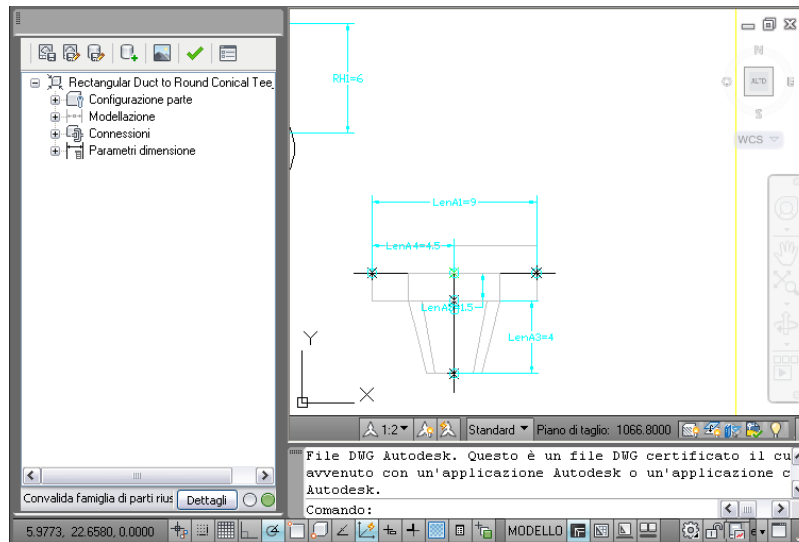 Rectangular Duct to Round Conical Tee_
Configurazione parte
Modellazione
Connessioni
Parametri dimensione
Convalida famiglia di parti rius
Dettagli
RH1=6
LenA1=9
LenA4=4.5
LenA3=4
Y
X
N
ALTO
E
S
WCS
1:2
Standard
Piano di taglio: 1066.8000
File DWG Autodesk. Questo è un file DWG certificato il cu
avvenuto con un'applicazione Autodesk o un'applicazione c
Autodesk.
Comando:
5.9773, 22.6580, 0.0000
MODELLO